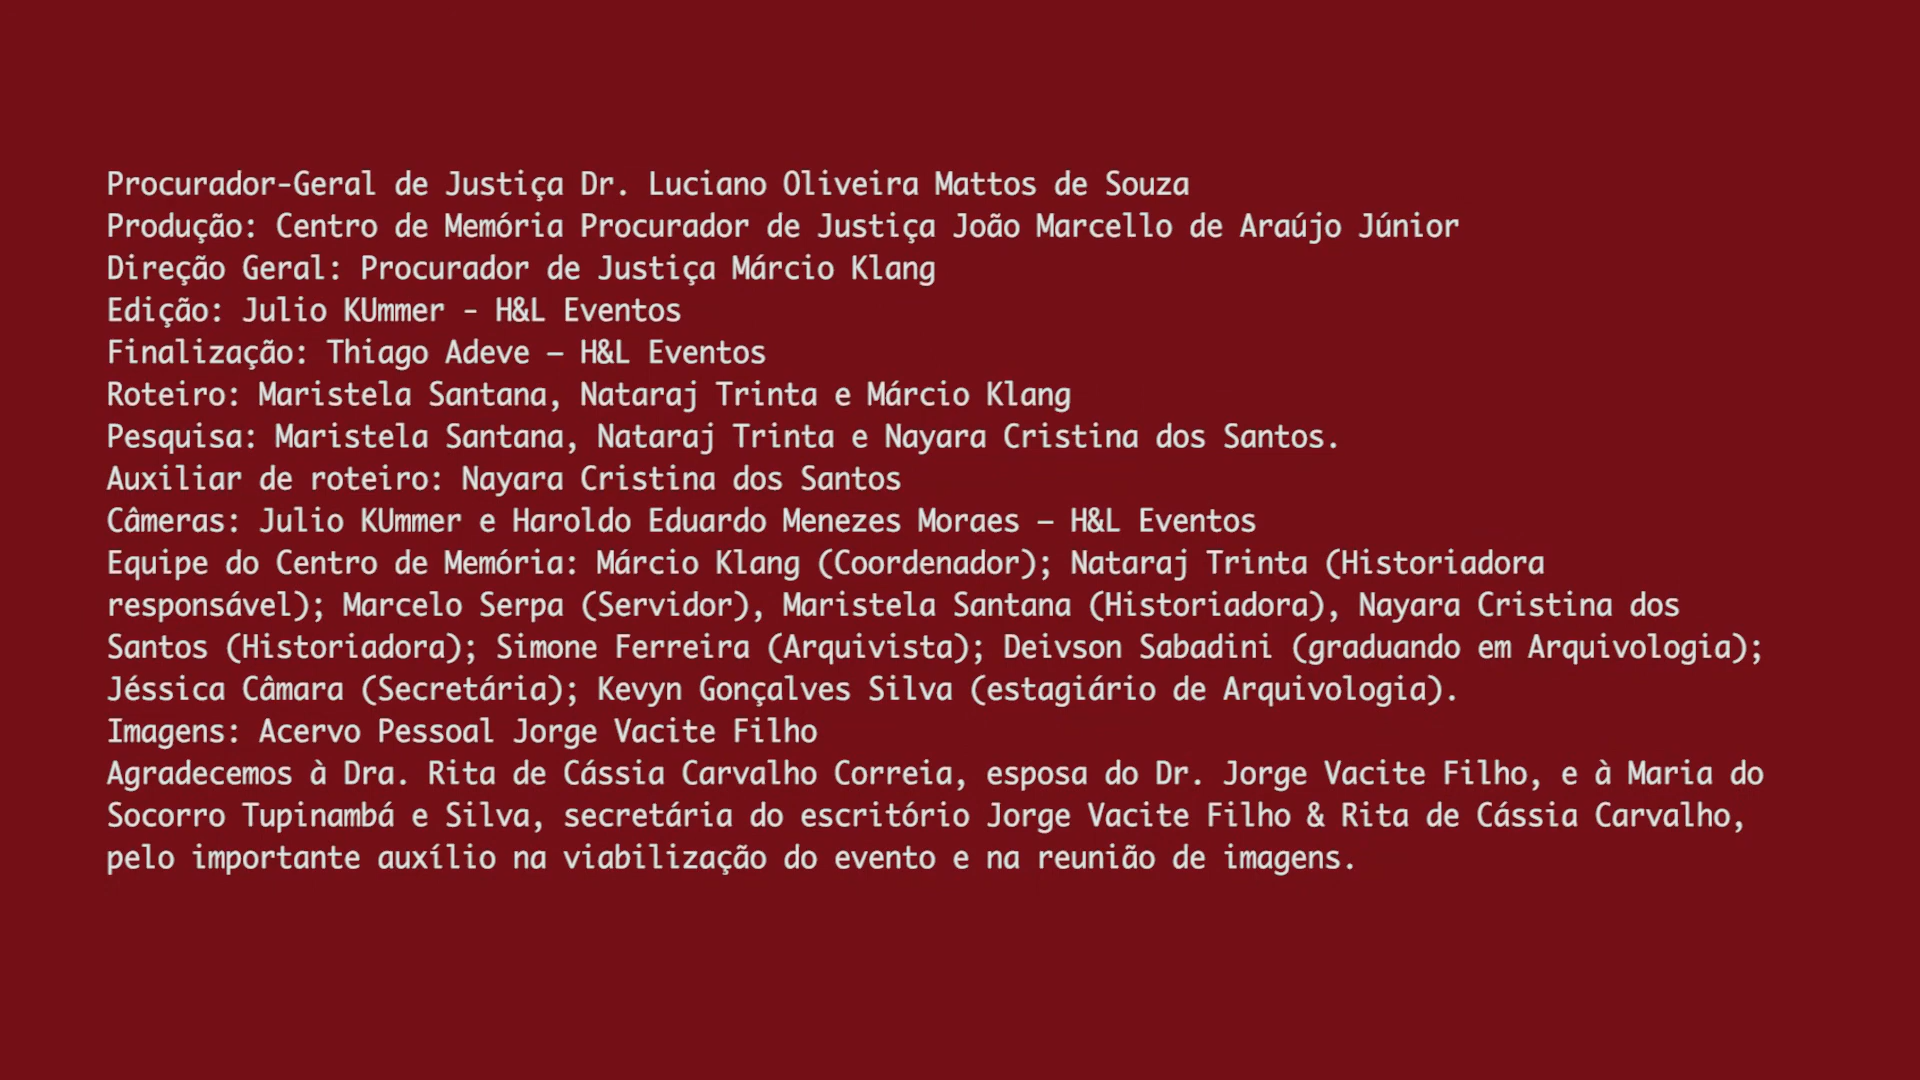 Procurador-Geral de Justiça Dr. Luciano Oliveira Mattos de Souza
Produção: Centro de Memória Procurador de Justiça João Marcello de Araújo Júnior
Direção Geral: Procurador de Justiça Márcio Klang
Edição: Julio KUmmer - H&L Eventos
Finalização: Thiago Adeve – H&L Eventos
Roteiro: Maristela Santana, Nataraj Trinta e Márcio Klang
Pesquisa: Maristela Santana, Nataraj Trinta e Nayara Cristina dos Santos.
Auxiliar de roteiro: Nayara Cristina dos Santos
Câmeras: Julio KUmmer e Haroldo Eduardo Menezes Moraes – H&L Eventos
Equipe do Centro de Memória: Márcio Klang (Coordenador); Nataraj Trinta (Historiadora
responsável); Marcelo Serpa (Servidor), Maristela Santana (Historiadora), Nayara Cristina dos
Santos (Historiadora); Simone Ferreira (Arquivista); Deivson Sabadini (graduando em Arquivologia);
Jéssica Câmara (Secretária); Kevyn Gonçalves Silva (estagiário de Arquivologia).
Imagens: Acervo Pessoal Jorge Vacite Filho
Agradecemos à Dra. Rita de Cássia Carvalho Correia, esposa do Dr. Jorge Vacite Filho, e à Maria do
Socorro Tupinambá e Silva, secretária do escritório Jorge Vacite Filho & Rita de Cássia Carvalho,
pelo importante auxílio na viabilização do evento e na reunião de imagens.